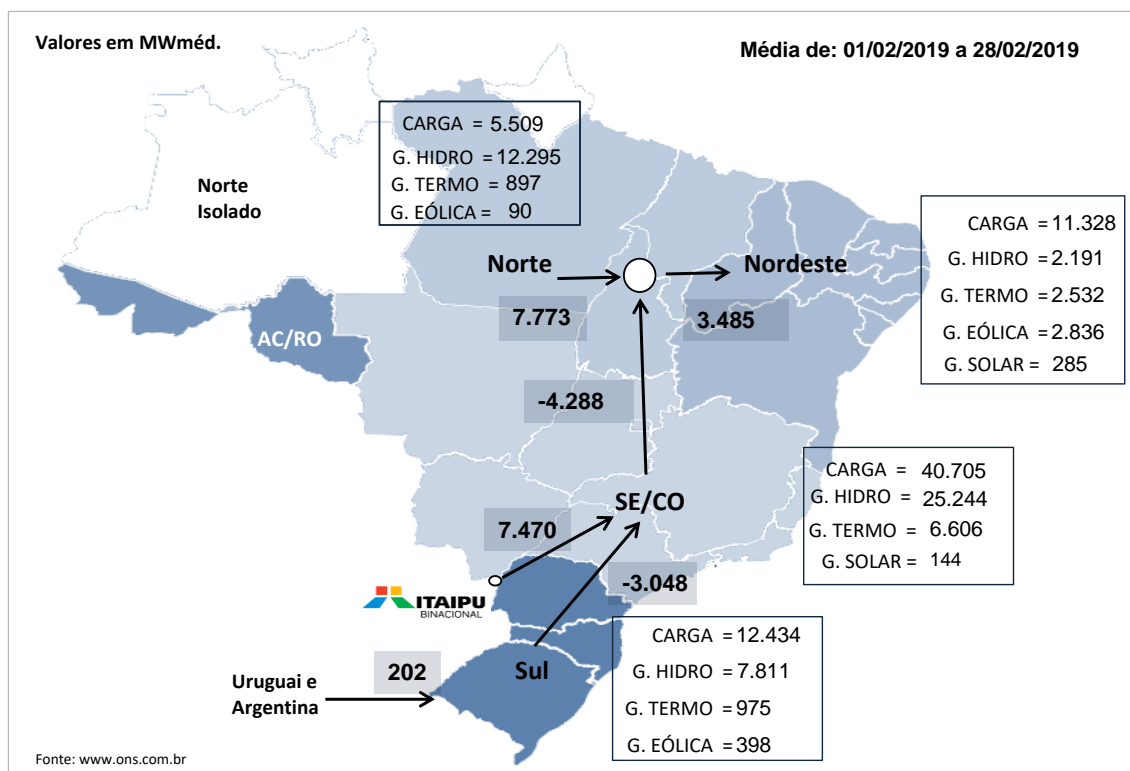 Valores em MWméd.
Média de: 01/02/2019 a 28/02/2019
CARGA = 5.509
G. HIDRO = 12.295
G. TERMO = 897
G. EÓLICA = 90
Norte
Isolado
CARGA = 11.328
G. HIDRO = 2.191
G. TERMO = 2.532
G. EÓLICA = 2.836
G. SOLAR = 285
Norte
Nordeste
7.773
3.485
AC/RO
-4.288
CARGA = 40.705
G. HIDRO = 25.244
G. TERMO = 6.606
G. SOLAR = 144
SE/CO
7.470
-3.048
ITAIPU
BINACIONAL
CARGA = 12.434
G. HIDRO = 7.811
G. TERMO = 975
G. EÓLICA = 398
Sul
202
Uruguai e
Argentina
Fonte: www.ons.com.br